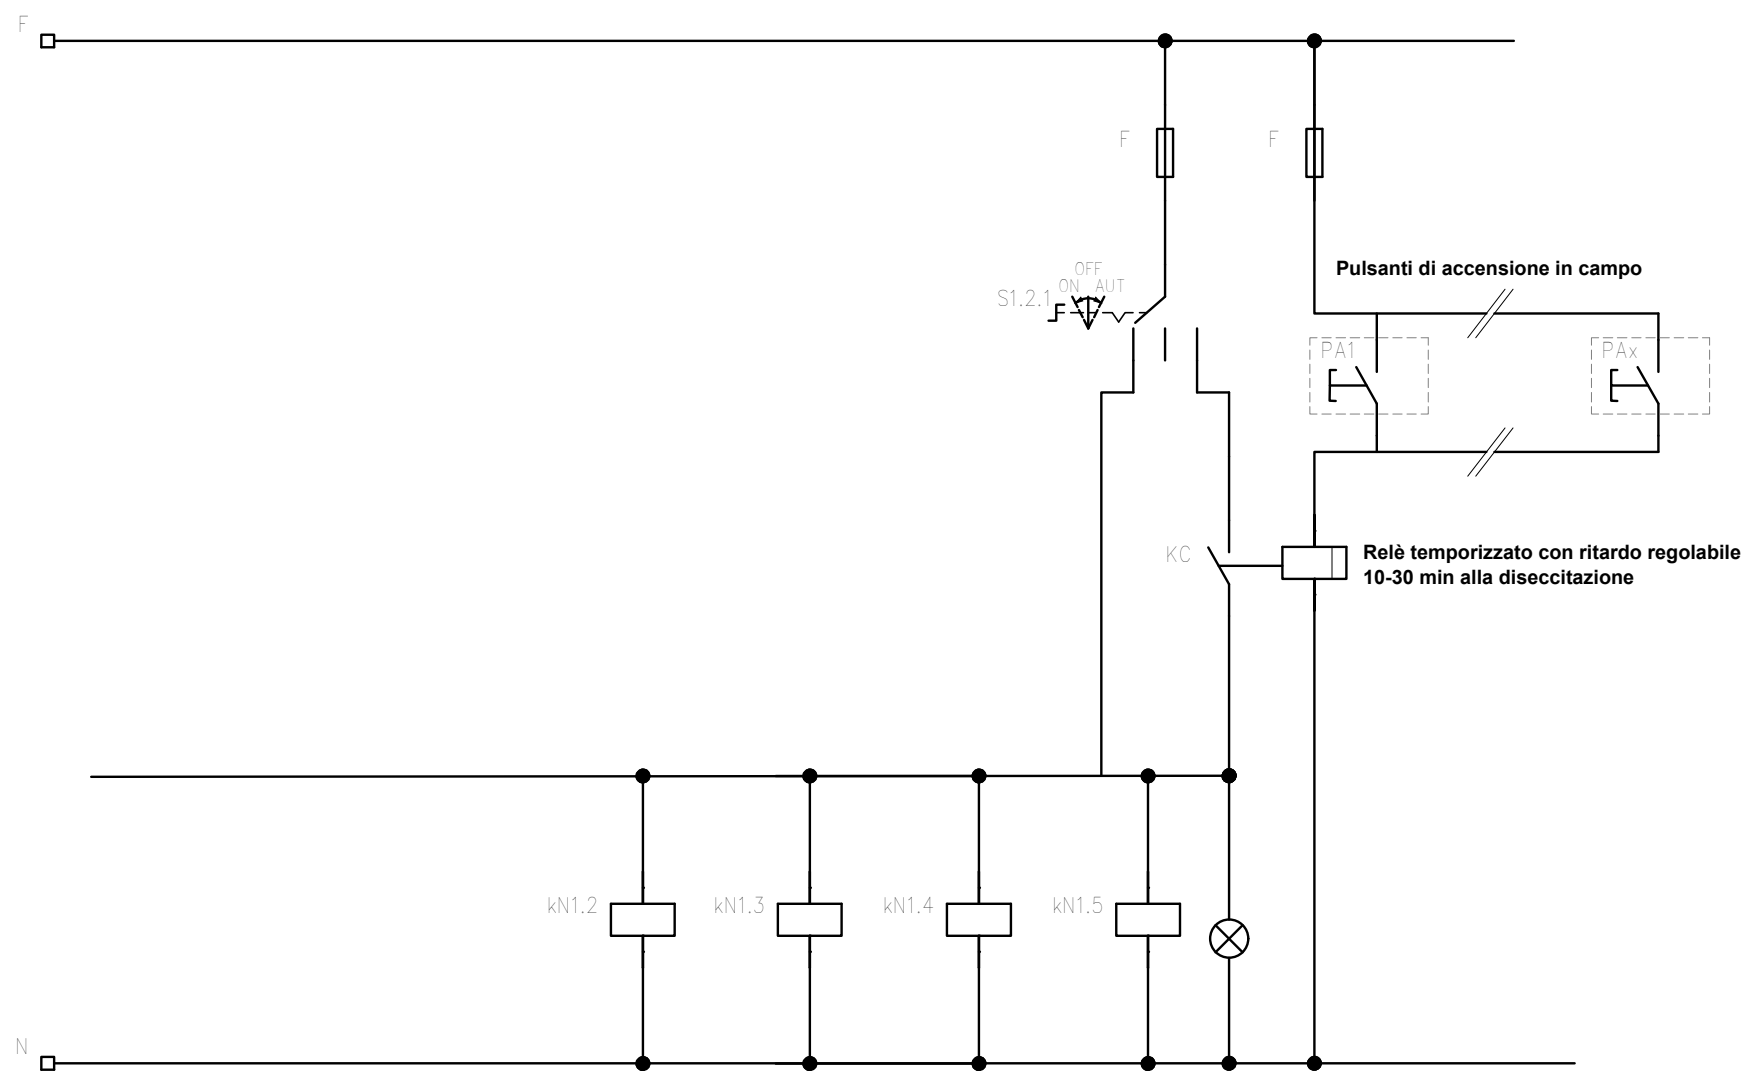 F
F
F
OFF
ON AUT
S1.2.1
Pulsanti di accensione in campo
PA1
PAx
KC
Relè temporizzato con ritardo regolabile
10-30 min alla diseccitazione
kN1.2
kN1.3
kN1.4
kN1.5
N